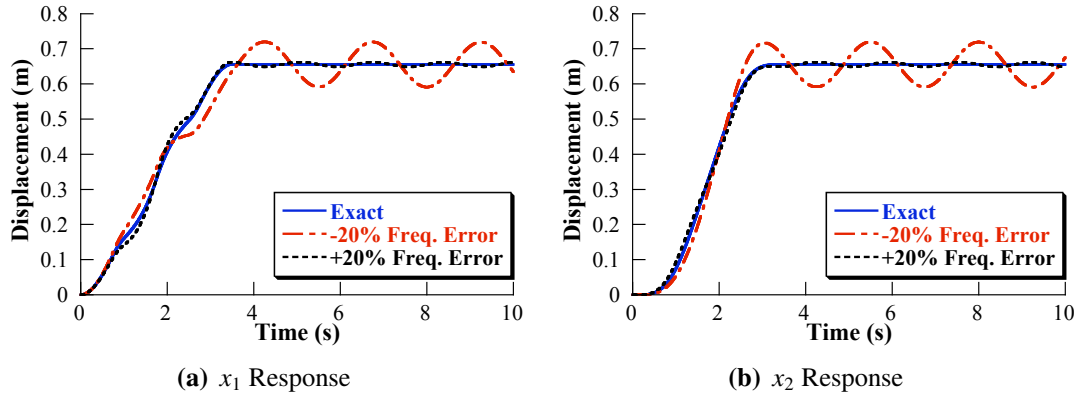 Displacement (m)
0.8
0.7
0.6
0.5
0.4
0.3
0.2
0.1
0
Exact
-20% Freq. Error
+20% Freq. Error
0 2 4 6 8 10
Time (s)
(a) x₁ Response
Displacement (m)
0.8
0.7
0.6
0.5
0.4
0.3
0.2
0.1
0
Exact
-20% Freq. Error
+20% Freq. Error
0 2 4 6 8 10
Time (s)
(b) x₂ Response